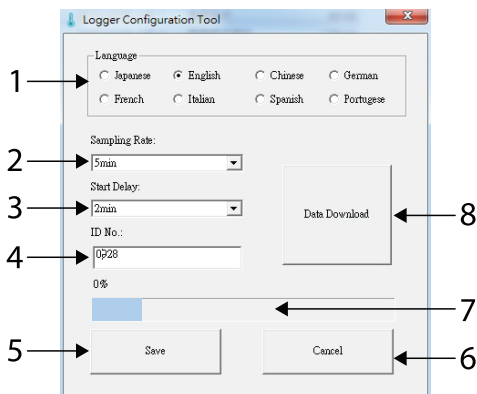 Logger Configuration Tool
Language
1
Japanese English Chinese German
French Italian Spanish Portugese
Sampling Rate:
2 5min
Start Delay:
3 2min
Data Download 8
ID No.:
4 0728
0%
7
5 Save Cancel 6